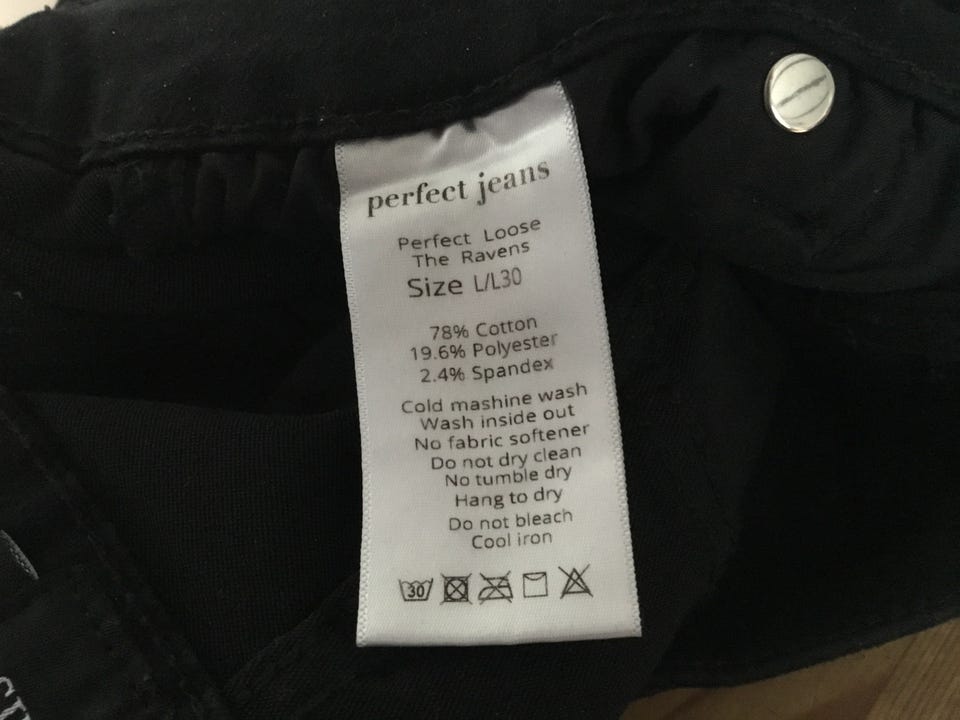 perfect jeans
Perfect Loose
The Ravens
Size L/L30
78% Cotton
19.6% Polyester
2.4% Spandex
Cold mashine wash
Wash inside out
No fabric softener
Do not dry clean
No tumble dry
Hang to dry
Do not bleach
Cool iron
30